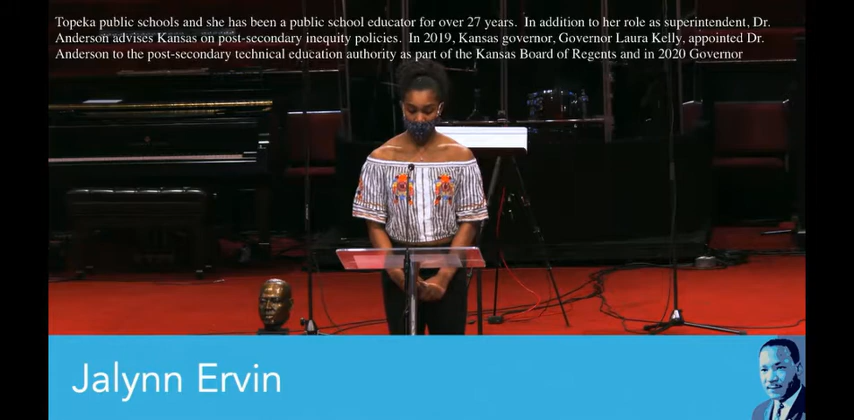 Topeka public schools and she has been a public school educator for over 27 years.  In addition to her role as superintendent, Dr.
Anderson advises Kansas on post-secondary inequity policies.  In 2019, Kansas governor, Governor Laura Kelly, appointed Dr.
Anderson to the post-secondary technical education authority as part of the Kansas Board of Regents and in 2020 Governor
Jalynn Ervin